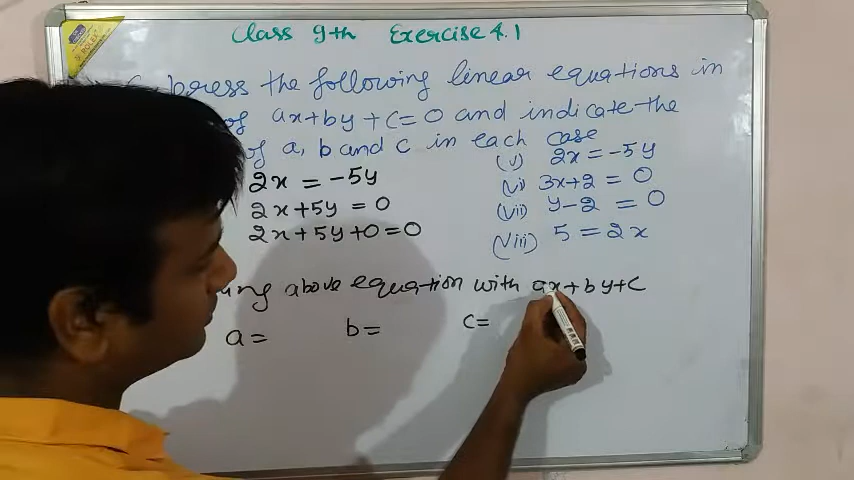 Class 9th Exercise 4.1
press the following linear equations in
of ax+by+c=0 and indicate the
of a, b and c in each case
2x = -5y
2x+5y = 0
2x+5y+0=0
(v) 2x = -5y
(vi) 3x+2 = 0
(vii) y-2 = 0
(viii) 5 = 2x
ing above equation with ax+by+c
a= b= c=